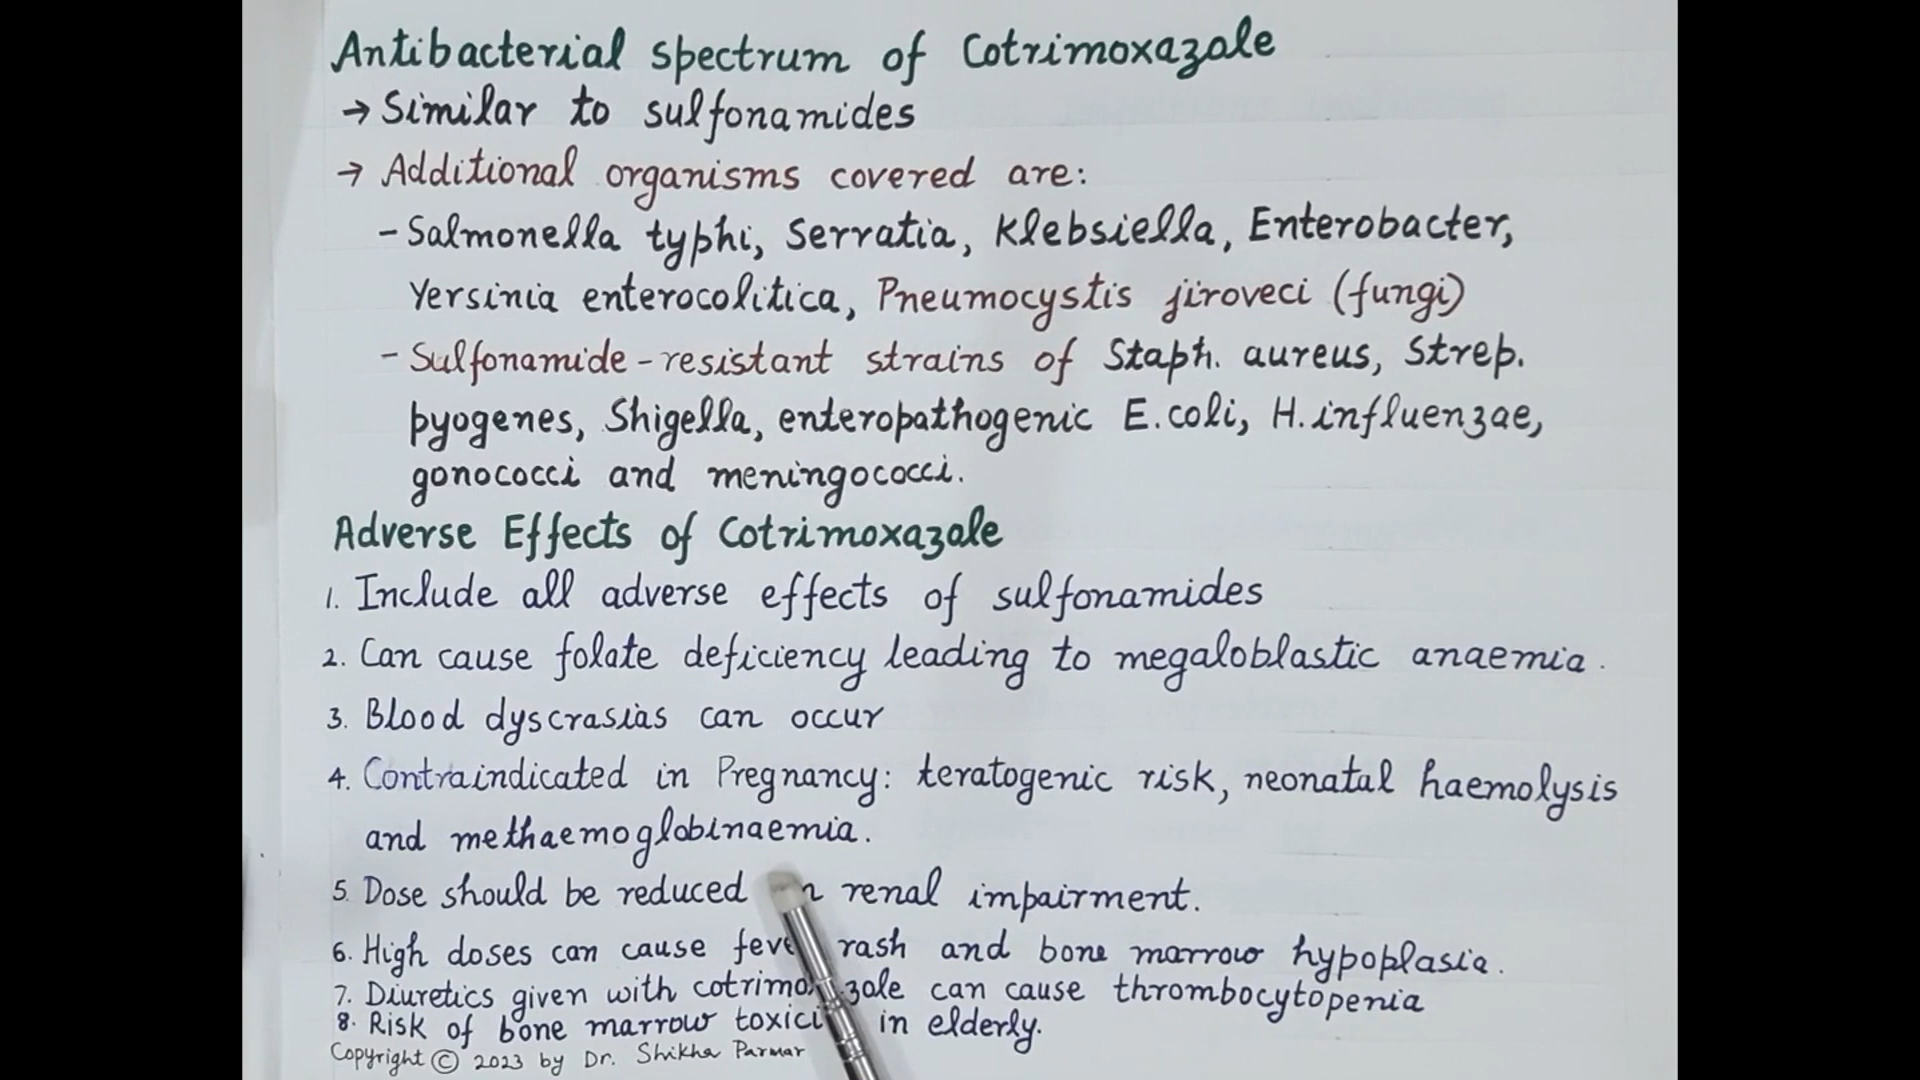 Antibacterial spectrum of Cotrimoxazole
→ Similar to sulfonamides
→ Additional organisms covered are:
- Salmonella typhi, Serratia, Klebsiella, Enterobacter,
Yersinia enterocolitica, Pneumocystis jiroveci (fungi)
- Sulfonamide-resistant strains of Staph. aureus, Strep.
pyogenes, Shigella, enteropathogenic E.coli, H.influenzae,
gonococci and meningococci.
Adverse Effects of Cotrimoxazole
1. Include all adverse effects of sulfonamides
2. Can cause folate deficiency leading to megaloblastic anaemia.
3. Blood dyscrasias can occur
4. Contraindicated in Pregnancy: teratogenic risk, neonatal haemolysis
and methaemoglobinaemia.
5. Dose should be reduced renal impairment.
6. High doses can cause rash and bone marrow hypoplasia.
7. Diuretics given with can cause thrombocytopenia
8. Risk of bone marrow in elderly.
Copyright © 2023 by Dr. Shikha Parmar